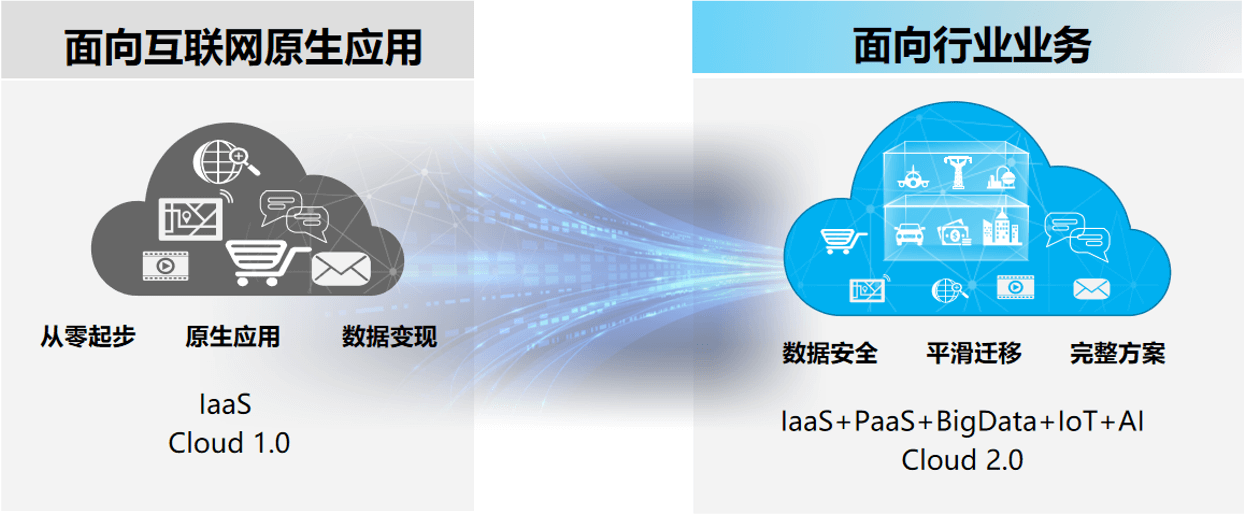 面向互联网原生应用
从零起步 原生应用 数据变现
IaaS
Cloud 1.0
面向行业业务
数据安全 平滑迁移 完整方案
IaaS+PaaS+BigData+IoT+AI
Cloud 2.0